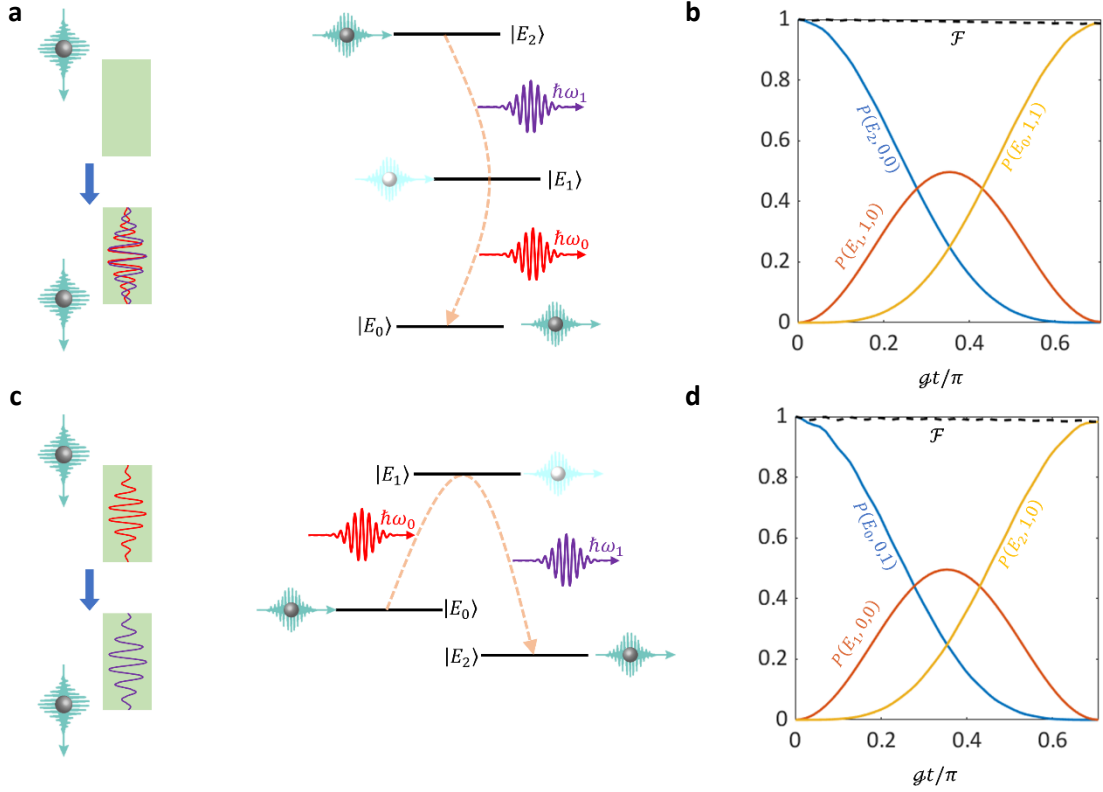 a
|E₂⟩
ℏω₁
|E₁⟩
ℏω₀
|E₀⟩
b
1
0.8
0.6
0.4
0.2
0
ℱ
P(E₂,0,0)
P(E₁, 1,0)
P(E₀, 1,1)
0 0.2 0.4 0.6
ℊt/π
c
|E₁⟩
ℏω₀
ℏω₁
|E₀⟩
|E₂⟩
d
1
0.8
0.6
0.4
0.2
0
ℱ
P(E₀,0,1)
P(E₁, 0,0)
P(E₂, 1,0)
0 0.2 0.4 0.6
ℊt/π